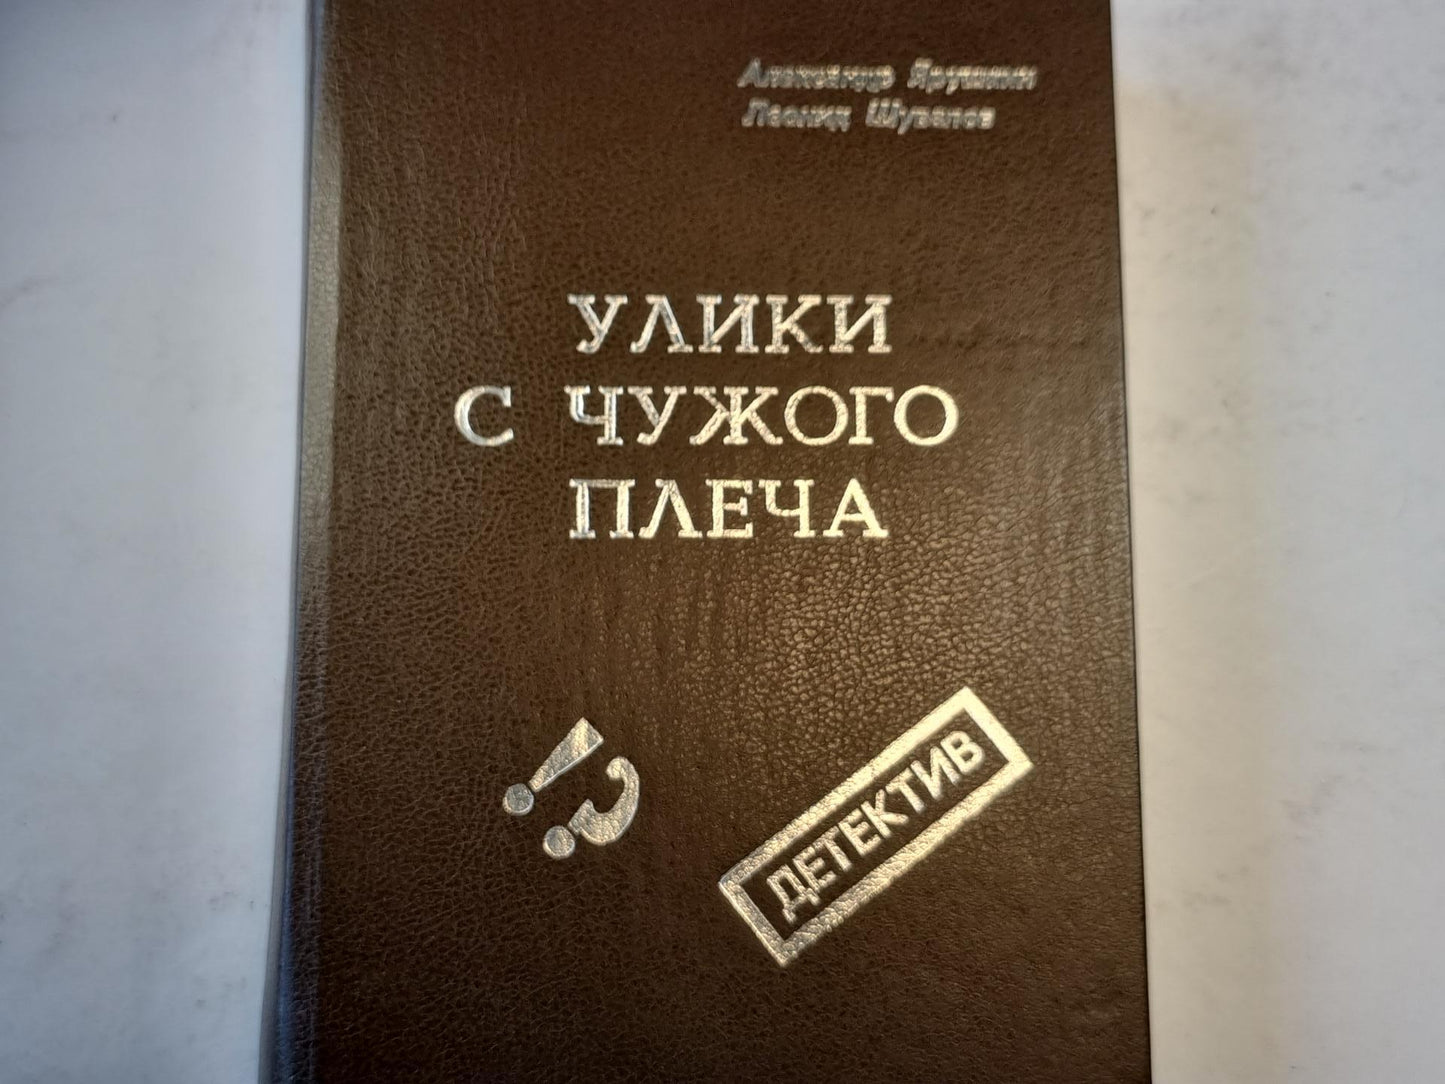 Александр Ярушкин
Леонид Шувалов
УЛИКИ
С ЧУЖОГО
ПЛЕЧА
!?
ДЕТЕКТИВ